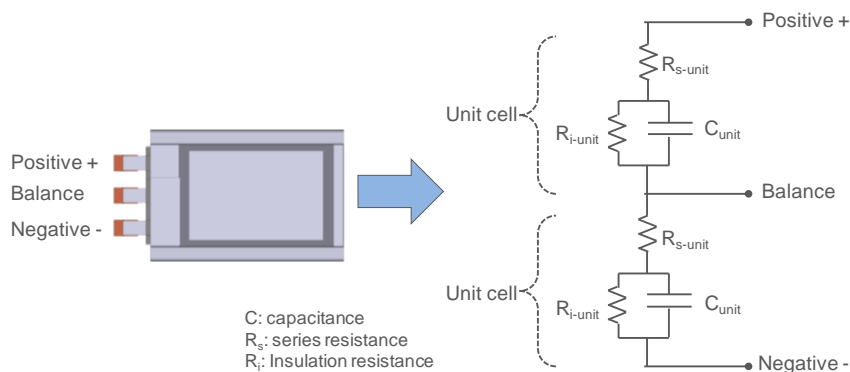 Positive +
Balance
Negative -
C: capacitance
Rs: series resistance
Ri: Insulation resistance
Unit cell
Rs-unit
Ri-unit
Cunit
Unit cell
Rs-unit
Ri-unit
Cunit
Positive +
Balance
Negative -